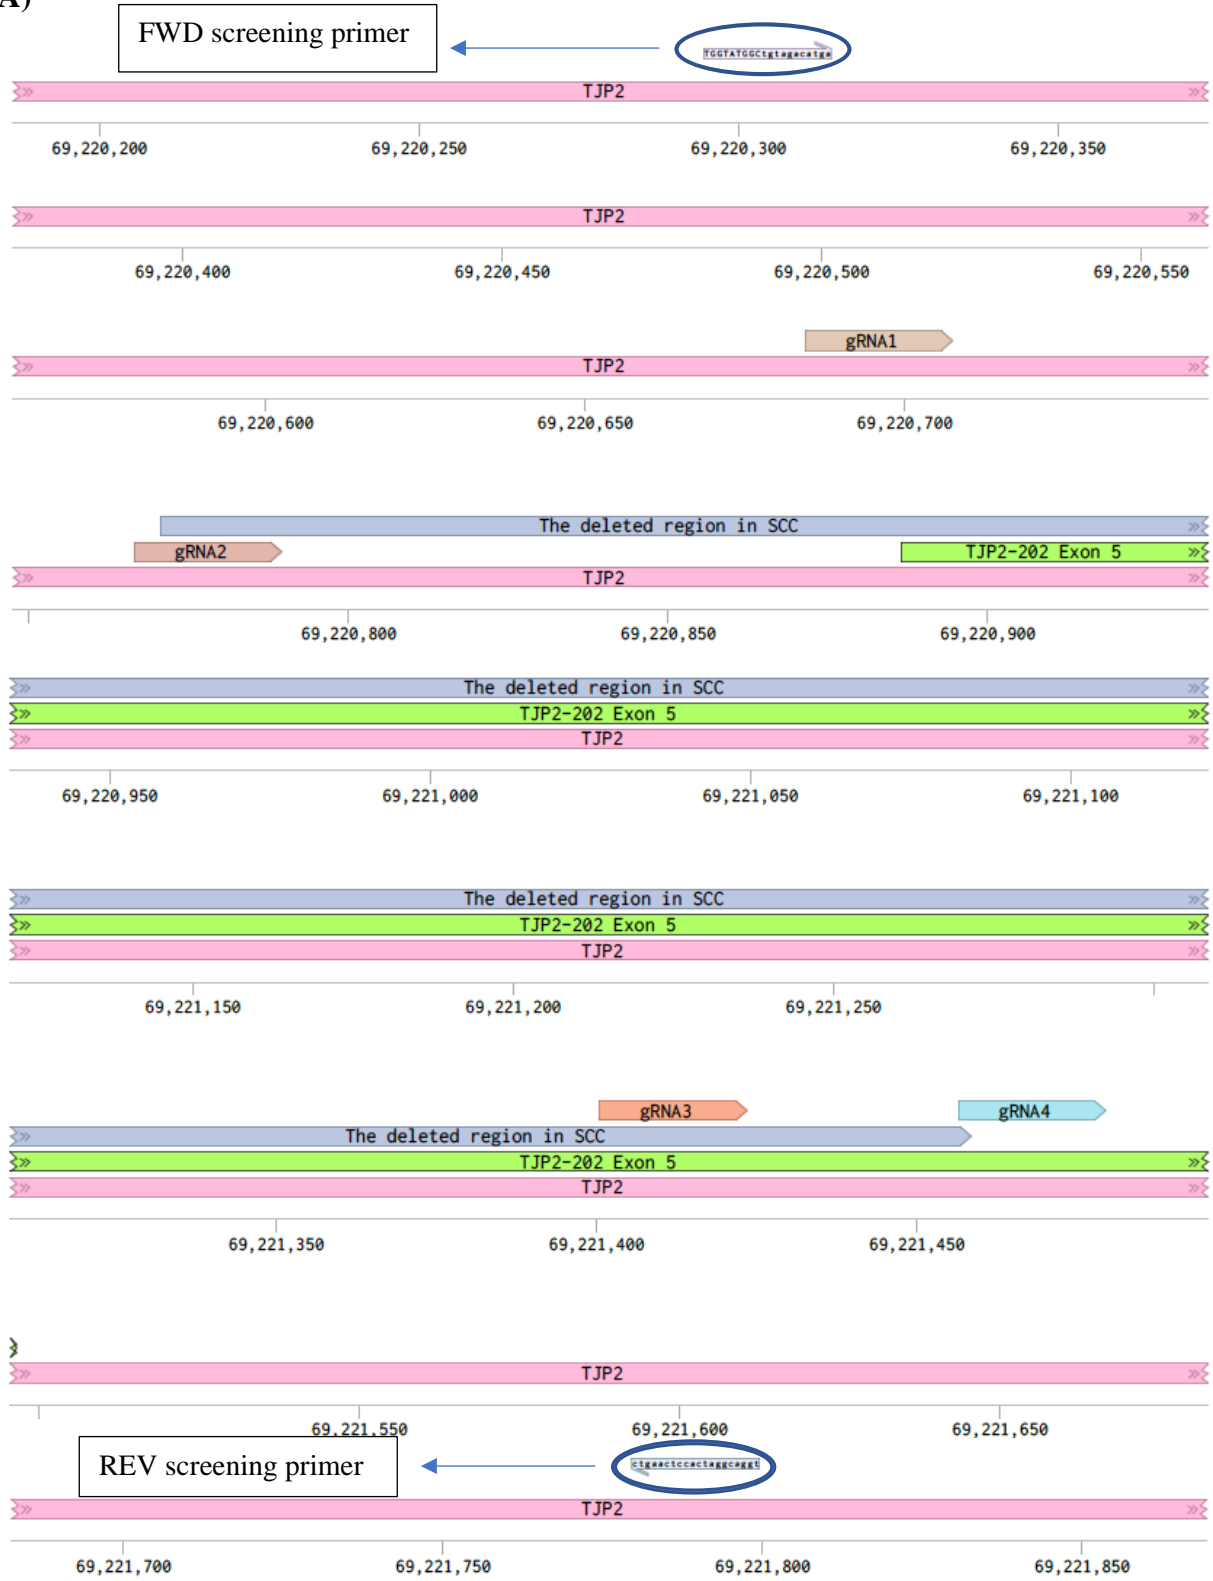 A)
FWD screening primer
TGGTATGGCtgtagacatga
TJP2
69,220,200 69,220,250 69,220,300 69,220,350
TJP2
69,220,400 69,220,450 69,220,500 69,220,550
gRNA1
TJP2
69,220,600 69,220,650 69,220,700
The deleted region in SCC
gRNA2 TJP2-202 Exon 5
TJP2
69,220,800 69,220,850 69,220,900
The deleted region in SCC
TJP2-202 Exon 5
TJP2
69,220,950 69,221,000 69,221,050 69,221,100
The deleted region in SCC
TJP2-202 Exon 5
TJP2
69,221,150 69,221,200 69,221,250
gRNA3 gRNA4
The deleted region in SCC
TJP2-202 Exon 5
TJP2
69,221,350 69,221,400 69,221,450
TJP2
69,221,550 69,221,600 69,221,650
REV screening primer
ctgaactccactaggcaggt
TJP2
69,221,700 69,221,750 69,221,800 69,221,850